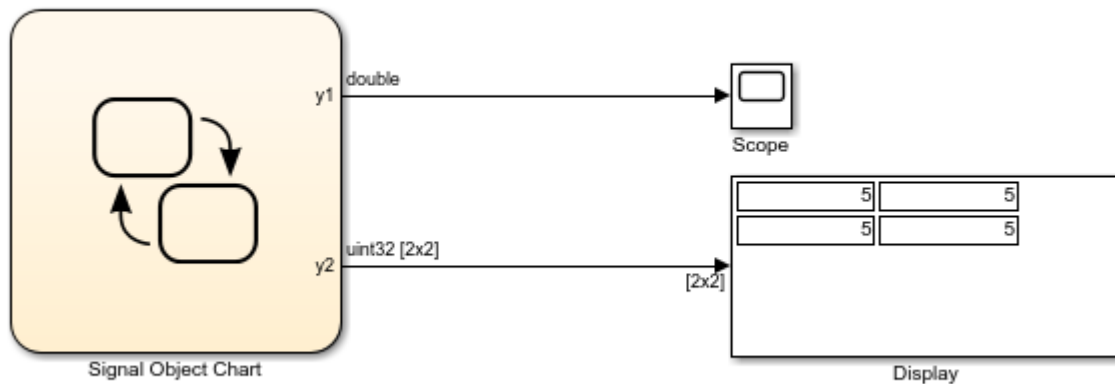 y1
double
Scope
5 5
5 5
y2
uint32 [2x2]
[2x2]
Signal Object Chart
Display